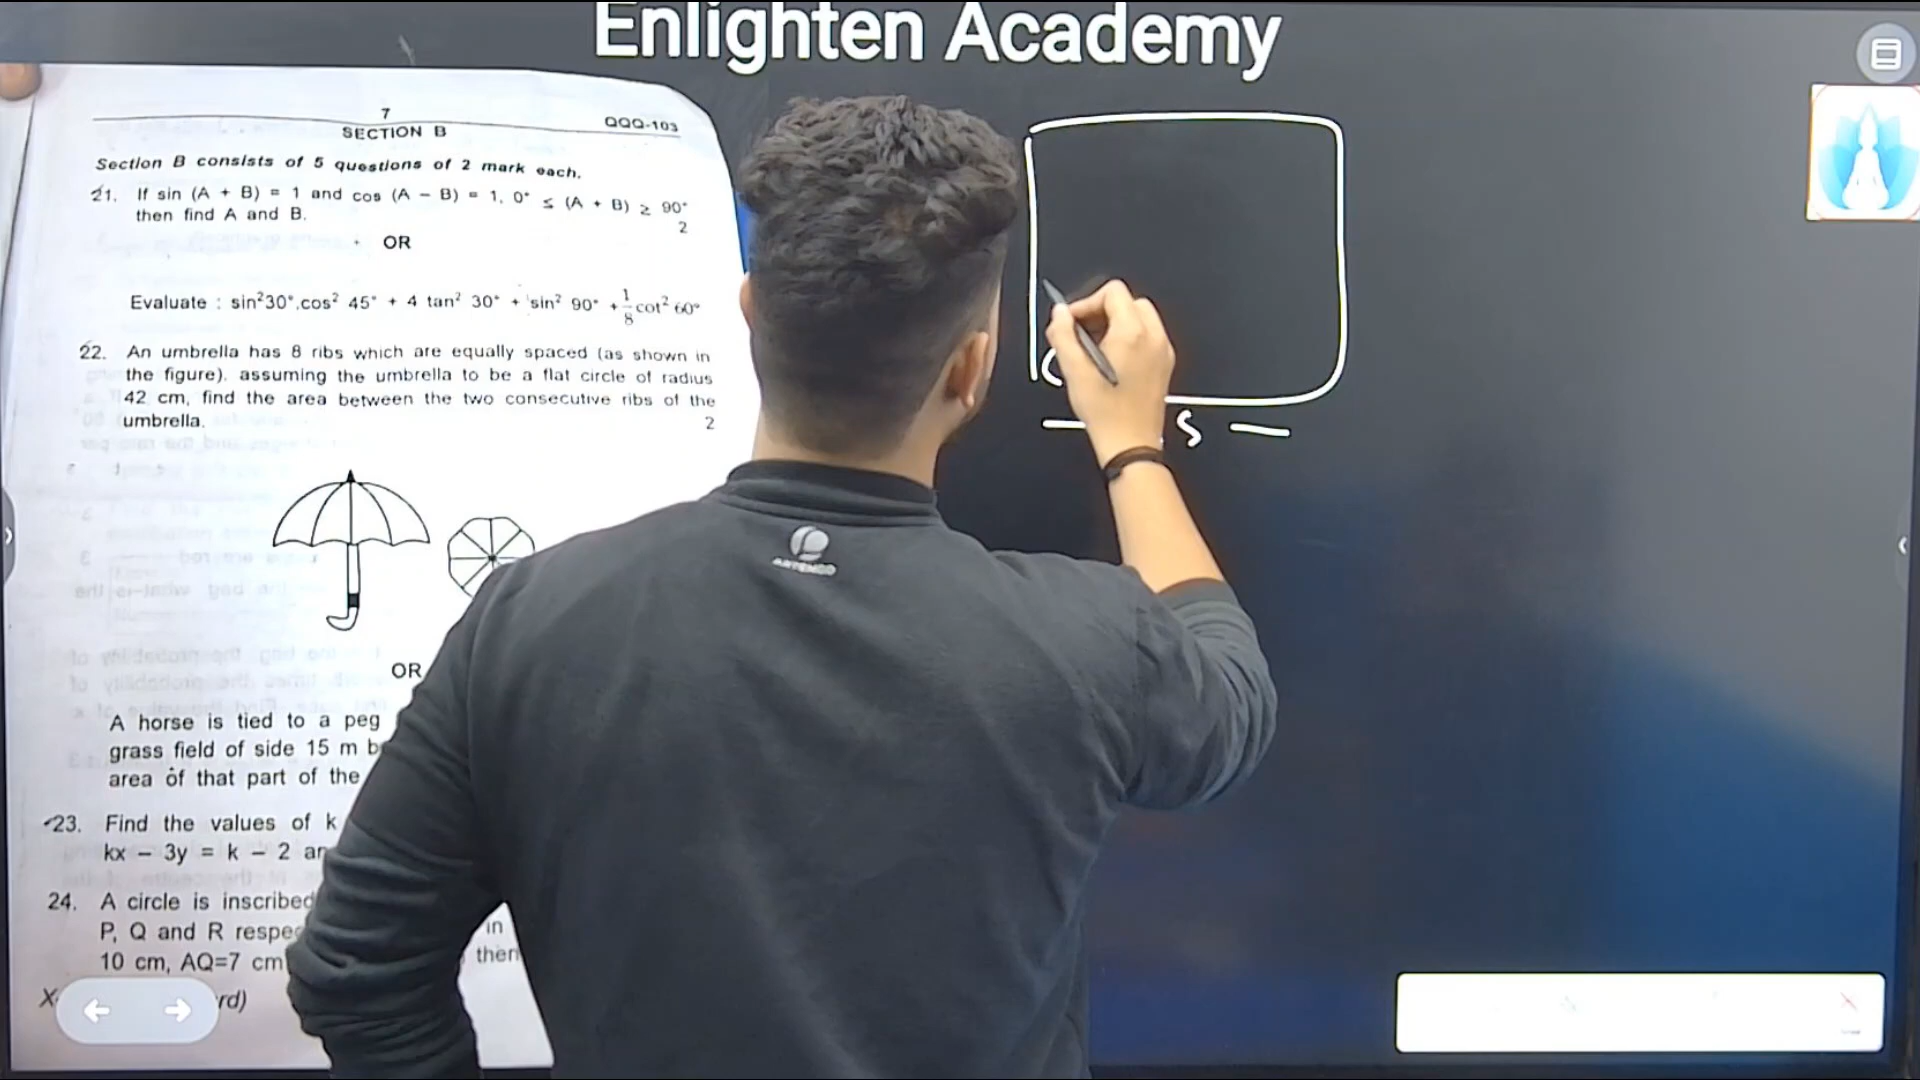 Enlighten Academy
7
QQQ-103
SECTION B
Section B consists of 5 questions of 2 mark each.
21. If sin (A + B) = 1 and cos (A – B) = 1, 0° ≤ (A + B) ≥ 90°
then find A and B.
2
OR
Evaluate : sin²30°.cos² 45° + 4 tan² 30° + sin² 90° + 1/8 cot² 60°
22. An umbrella has 8 ribs which are equally spaced (as shown in
the figure). assuming the umbrella to be a flat circle of radius
42 cm, find the area between the two consecutive ribs of the
umbrella.
2
OR
A horse is tied to a peg
grass field of side 15 m
area of that part of the
23. Find the values of k
kx – 3y = k – 2
24. A circle is inscribed
in
P, Q and R
then
10 cm, AQ=7 cm